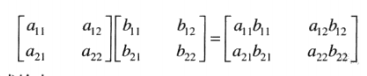 [a₁₁ a₁₂] [b₁₁ b₁₂] = [a₁₁b₁₁ a₁₂b₁₂]
[a₂₁ a₂₂] [b₂₁ b₂₂] [a₂₁b₂₁ a₂₂b₂₂]